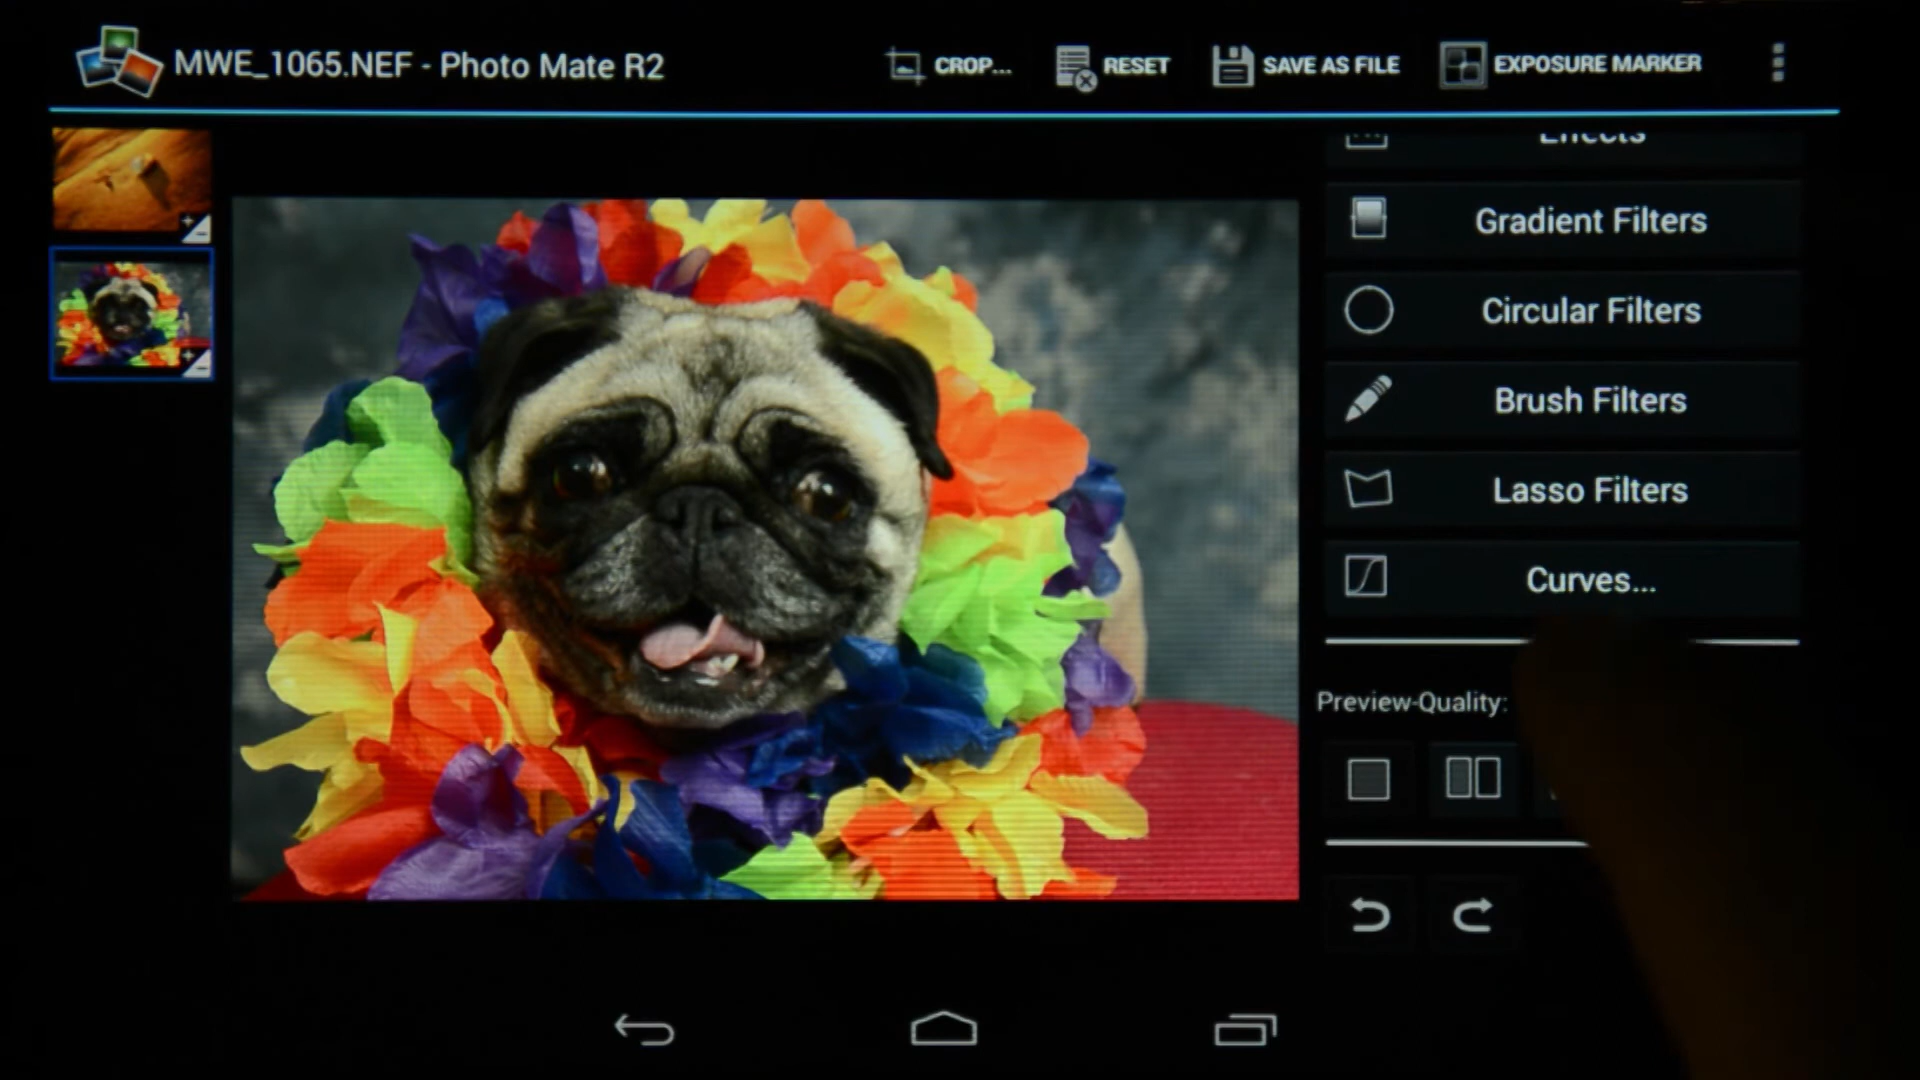 MWE_1065.NEF - Photo Mate R2
CROP...
RESET
SAVE AS FILE
EXPOSURE MARKER
Effects
Gradient Filters
Circular Filters
Brush Filters
Lasso Filters
Curves...
Preview-Quality: